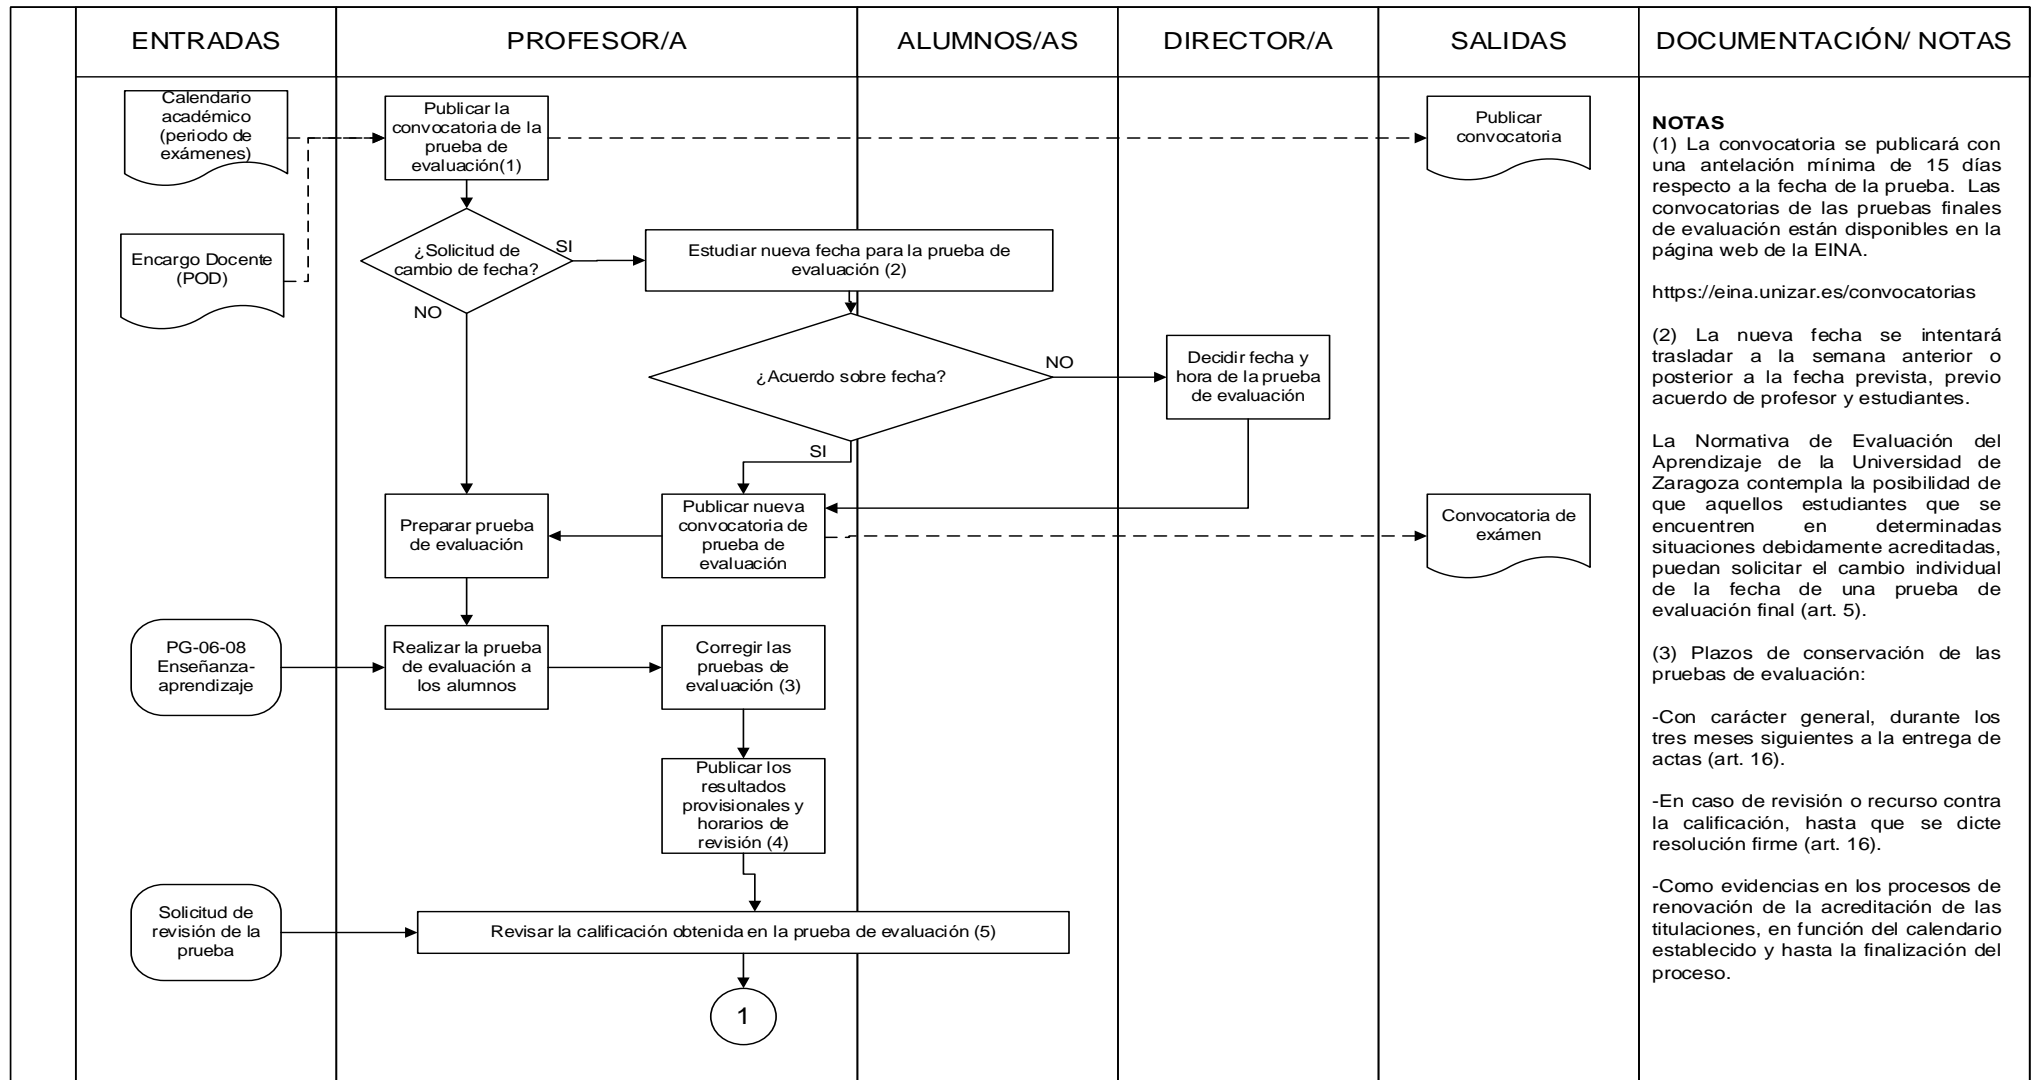 ENTRADAS
PROFESOR/A
ALUMNOS/AS
DIRECTOR/A
SALIDAS
DOCUMENTACIÓN/ NOTAS
Calendario
académico
(periodo de
exámenes)
Publicar la
convocatoria de la
prueba de
evaluación(1)
Publicar
convocatoria
Encargo Docente
(POD)
¿Solicitud de
cambio de fecha?
SI
NO
Estudiar nueva fecha para la prueba de
evaluación (2)
¿Acuerdo sobre fecha?
NO
SI
Decidir fecha y
hora de la prueba
de evaluación
Preparar prueba
de evaluación
Publicar nueva
convocatoria de
prueba de
evaluación
Convocatoria de
exámen
PG-06-08
Enseñanza-
aprendizaje
Realizar la prueba
de evaluación a
los alumnos
Corregir las
pruebas de
evaluación (3)
Publicar los
resultados
provisionales y
horarios de
revisión (4)
Solicitud de
revisión de la
prueba
Revisar la calificación obtenida en la prueba de evaluación (5)
1
NOTAS
(1) La convocatoria se publicará con
una antelación mínima de 15 días
respecto a la fecha de la prueba. Las
convocatorias de las pruebas finales
de evaluación están disponibles en la
página web de la EINA.
https://eina.unizar.es/convocatorias
(2) La nueva fecha se intentará
trasladar a la semana anterior o
posterior a la fecha prevista, previo
acuerdo de profesor y estudiantes.
La Normativa de Evaluación del
Aprendizaje de la Universidad de
Zaragoza contempla la posibilidad de
que aquellos estudiantes que se
encuentren en determinadas
situaciones debidamente acreditadas,
puedan solicitar el cambio individual
de la fecha de una prueba de
evaluación final (art. 5).
(3) Plazos de conservación de las
pruebas de evaluación:
-Con carácter general, durante los
tres meses siguientes a la entrega de
actas (art. 16).
-En caso de revisión o recurso contra
la calificación, hasta que se dicte
resolución firme (art. 16).
-Como evidencias en los procesos de
renovación de la acreditación de las
titulaciones, en función del calendario
establecido y hasta la finalización del
proceso.